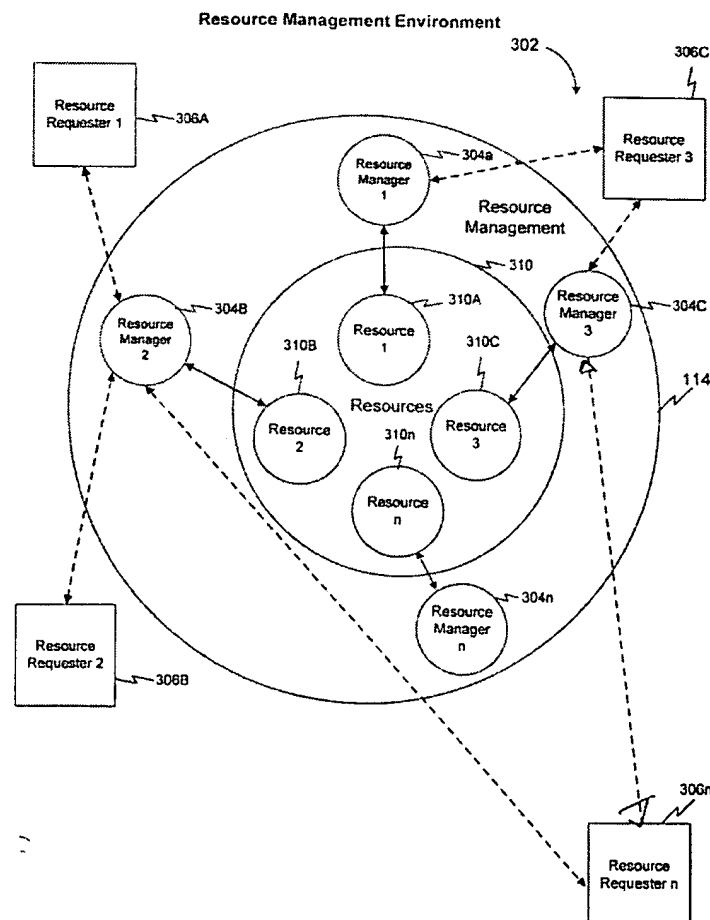 Resource Management Environment
302
306C
Resource
Requester 1
306A
Resource
Requester 3
304a
Resource
Manager
1
Resource
Management
310
304B
Resource
Manager
2
310A
Resource
1
Resource
Manager
3
304C
310B
310C
114
Resources
Resource
2
310n
Resource
3
Resource
n
304n
Resource
Manager
n
Resource
Requester 2
306B
306n
Resource
Requester n